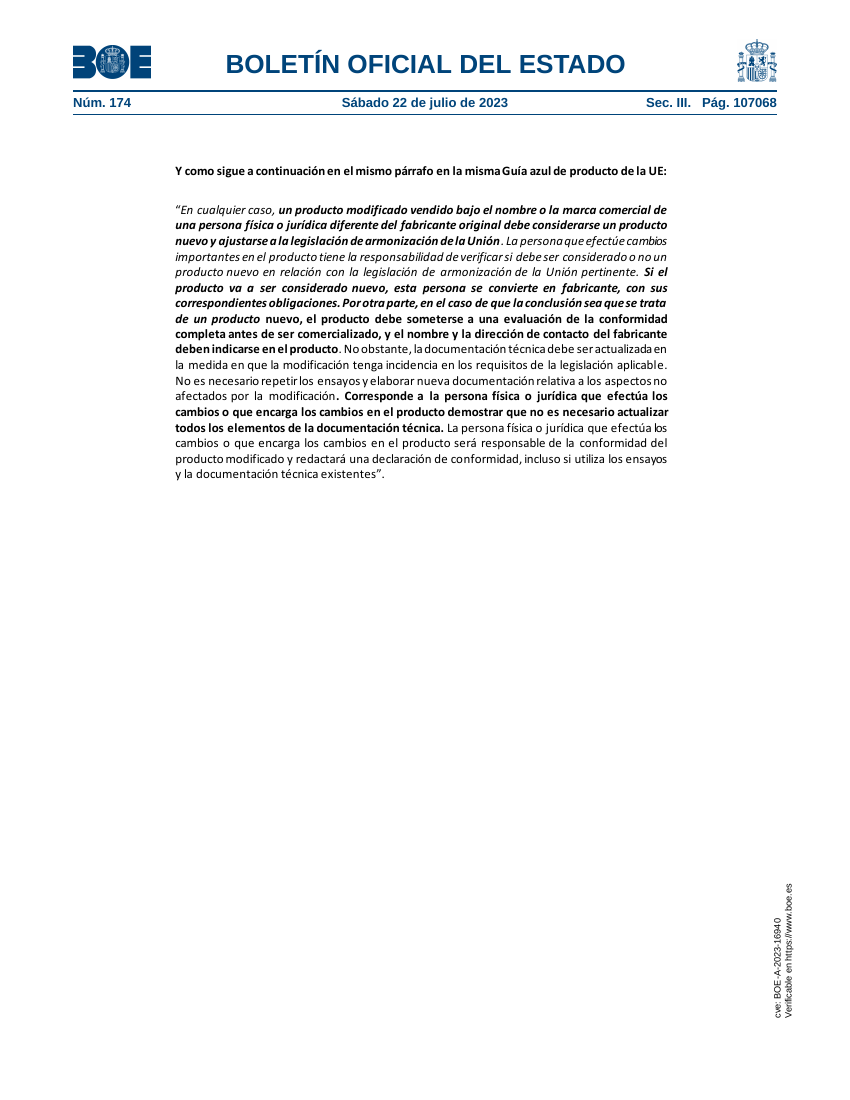 BOE
BOLETÍN OFICIAL DEL ESTADO
Núm. 174 Sábado 22 de julio de 2023 Sec. III. Pág. 107068
Y como sigue a continuación en el mismo párrafo en la misma Guía azul de producto de la UE:
“En cualquier caso, un producto modificado vendido bajo el nombre o la marca comercial de
una persona física o jurídica diferente del fabricante original debe considerarse un producto
nuevo y ajustarse a la legislación de armonización de la Unión. La persona que efectúe cambios
importantes en el producto tiene la responsabilidad de verificar si debe ser considerado o no un
producto nuevo en relación con la legislación de armonización de la Unión pertinente. Si el
producto va a ser considerado nuevo, esta persona se convierte en fabricante, con sus
correspondientes obligaciones. Por otra parte, en el caso de que la conclusión sea que se trata
de un producto nuevo, el producto debe someterse a una evaluación de la conformidad
completa antes de ser comercializado, y el nombre y la dirección de contacto del fabricante
deben indicarse en el producto. No obstante, la documentación técnica debe ser actualizada en
la medida en que la modificación tenga incidencia en los requisitos de la legislación aplicable.
No es necesario repetir los ensayos y elaborar nueva documentación relativa a los aspectos no
afectados por la modificación. Corresponde a la persona física o jurídica que efectúa los
cambios o que encarga los cambios en el producto demostrar que no es necesario actualizar
todos los elementos de la documentación técnica. La persona física o jurídica que efectúa los
cambios o que encarga los cambios en el producto será responsable de la conformidad del
producto modificado y redactará una declaración de conformidad, incluso si utiliza los ensayos
y la documentación técnica existentes”.
cve: BOE-A-2023-16940
Verificable en https://www.boe.es